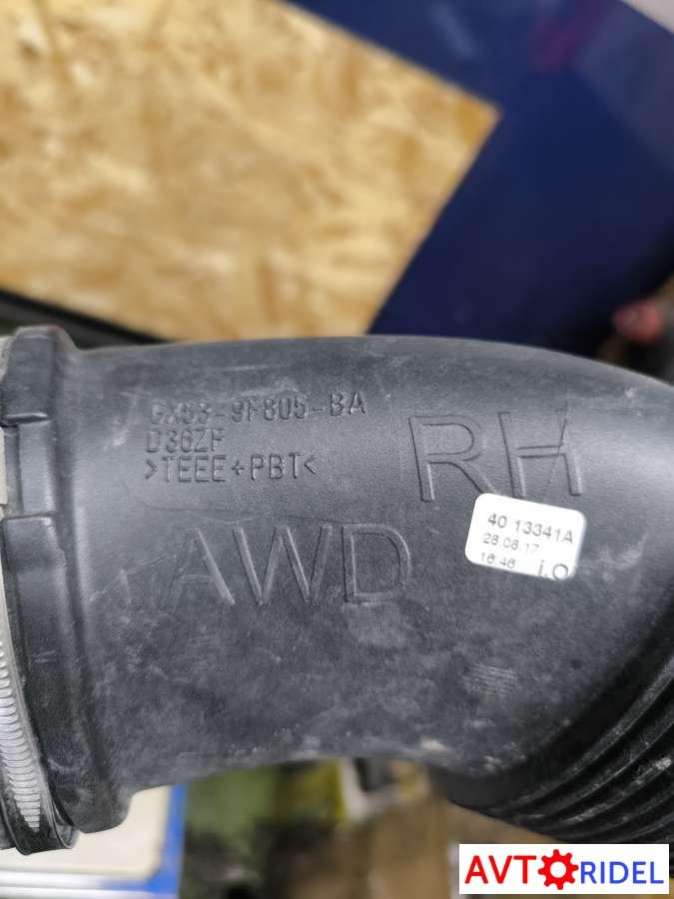 GX63-9F805-BA
D36ZF
>TEEE+PBT<
RH
AWD
40 13341A
28.08.17
16:46 i.O
AVTORIDEL